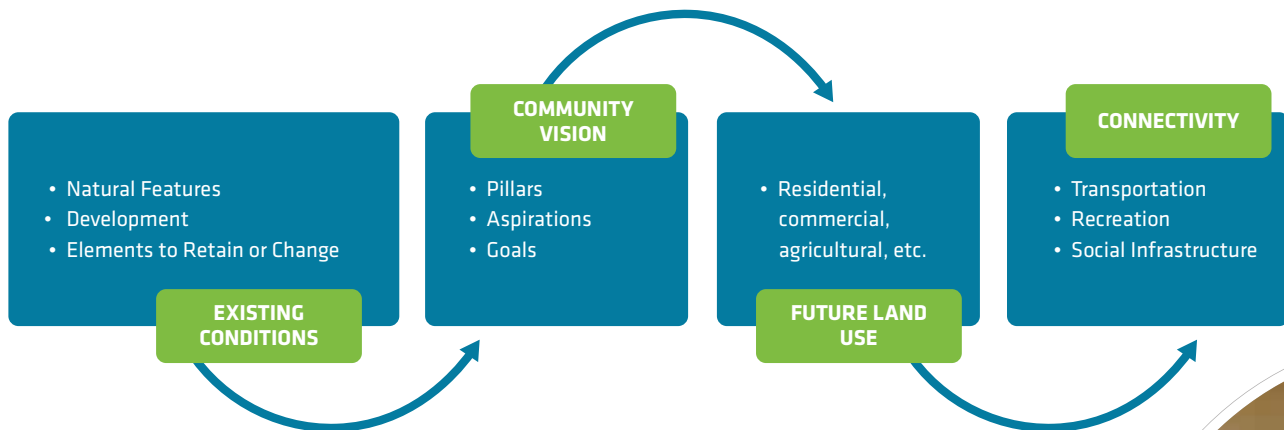 • Natural Features
• Development
• Elements to Retain or Change
EXISTING
CONDITIONS
COMMUNITY
VISION
• Pillars
• Aspirations
• Goals
• Residential,
commercial,
agricultural, etc.
FUTURE LAND
USE
CONNECTIVITY
• Transportation
• Recreation
• Social Infrastructure